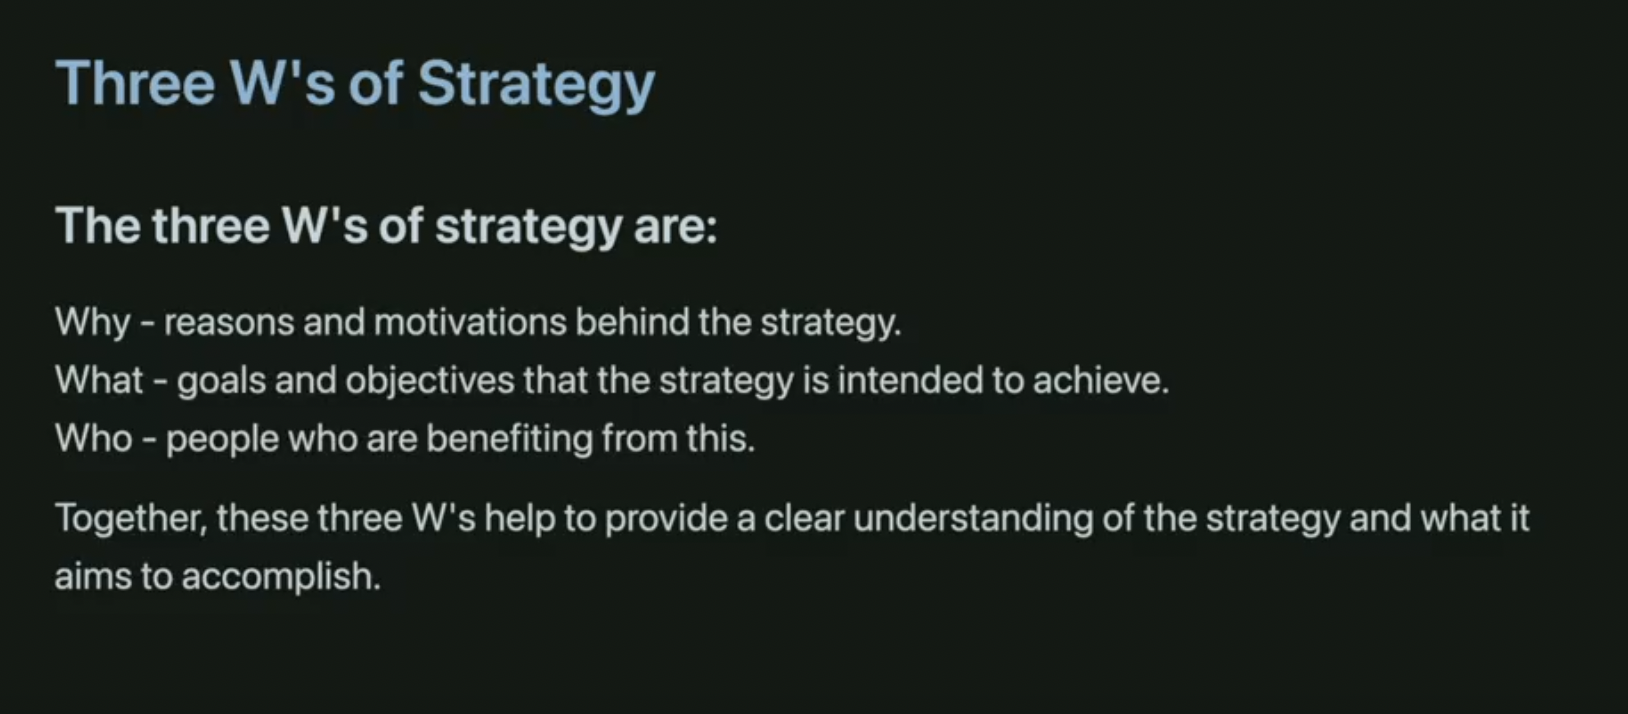 Three W's of Strategy
The three W's of strategy are:
Why - reasons and motivations behind the strategy.
What - goals and objectives that the strategy is intended to achieve.
Who - people who are benefiting from this.
Together, these three W's help to provide a clear understanding of the strategy and what it
aims to accomplish.